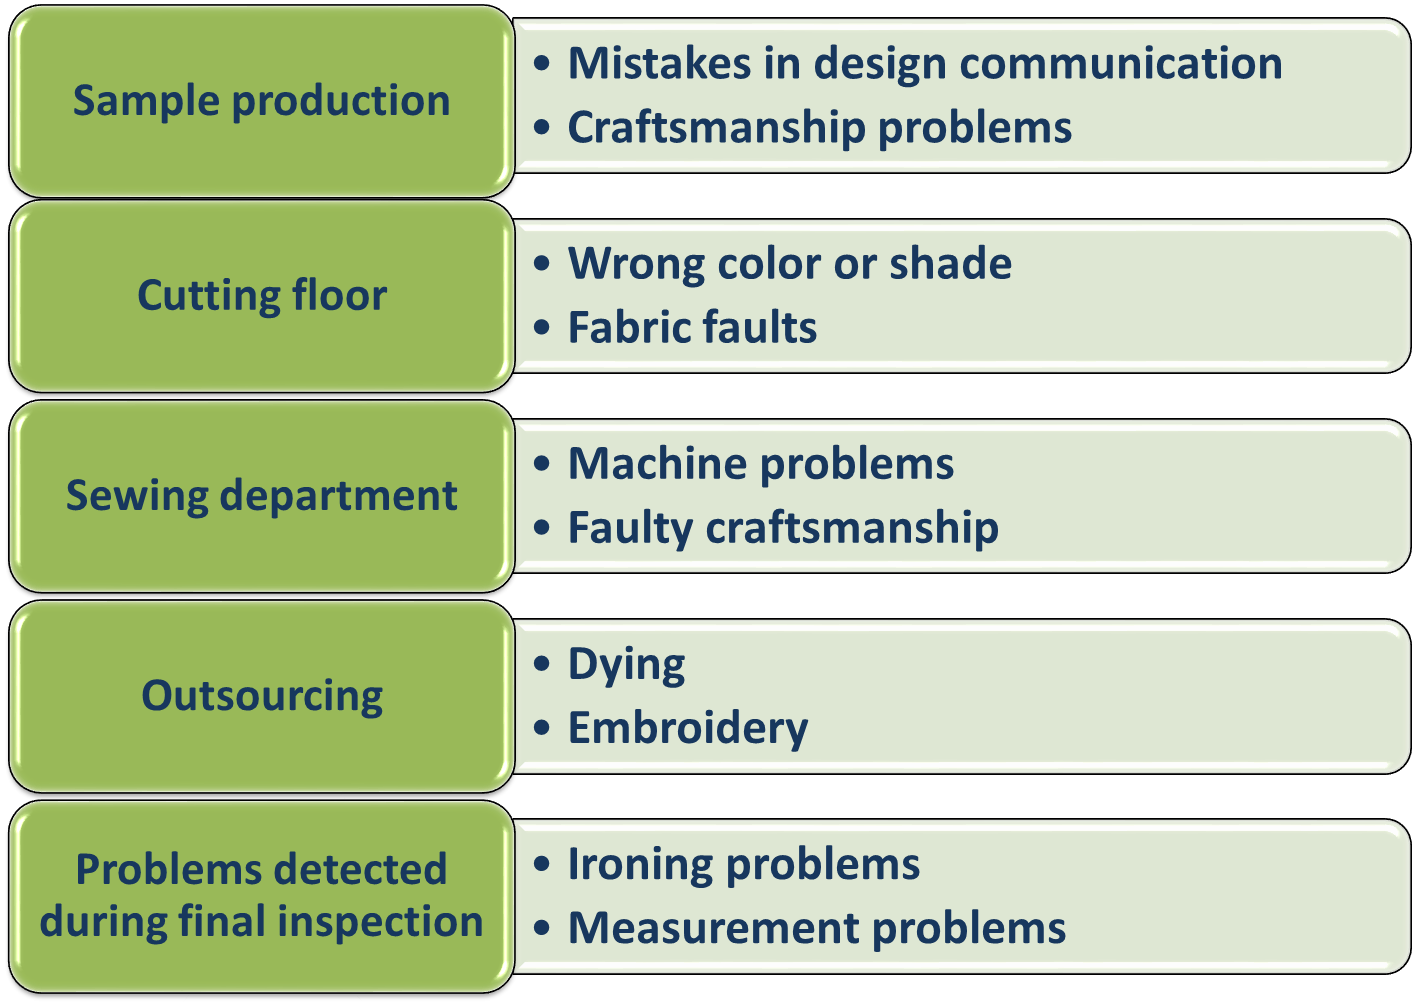 Sample production
• Mistakes in design communication
• Craftsmanship problems
Cutting floor
• Wrong color or shade
• Fabric faults
Sewing department
• Machine problems
• Faulty craftsmanship
Outsourcing
• Dying
• Embroidery
Problems detected
during final inspection
• Ironing problems
• Measurement problems